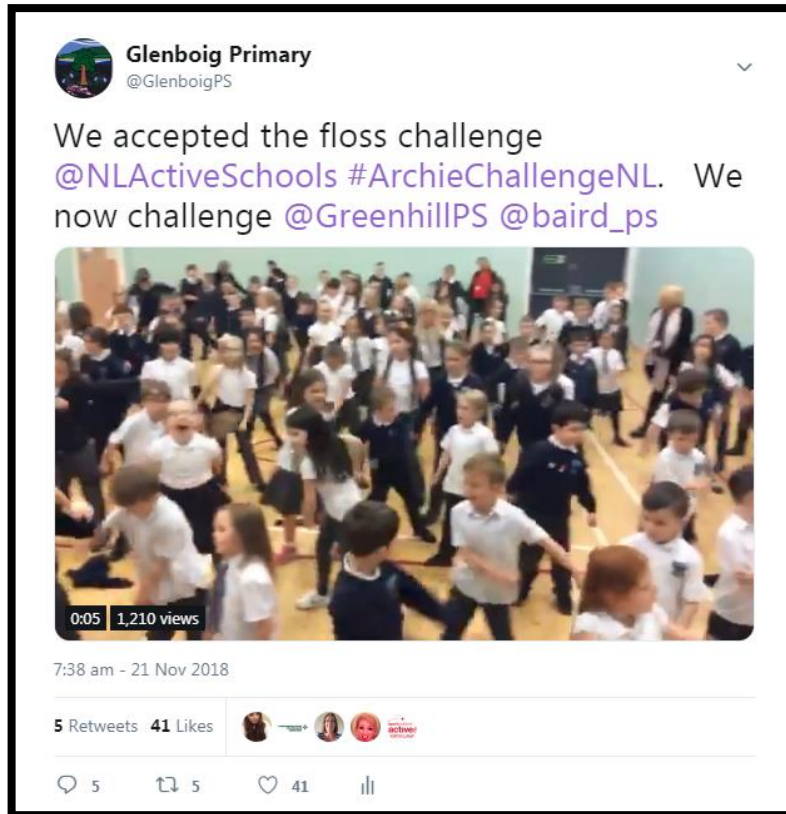 Glenboig Primary
@GlenboigPS
We accepted the floss challenge
@NLActiveSchools #ArchieChallengeNL.   We
now challenge @GreenhillPS @baird_ps
0:05 1,210 views
7:38 am - 21 Nov 2018
5 Retweets 41 Likes
active
5 5 41